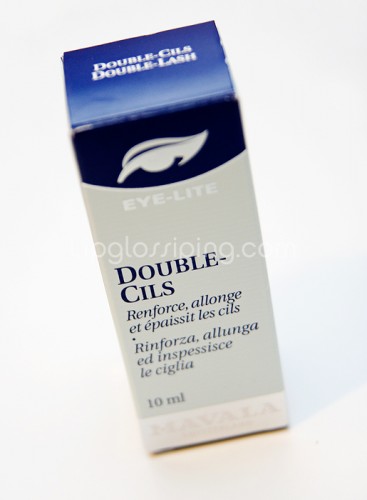 DOUBLE-CILS
DOUBLE-LASH
EYE-LITE
DOUBLE-
CILS
Renforce, allonge
et épaissit les cils
•
Rinforza, allunga
ed inspessisce
le ciglia
10 ml
MAVALA